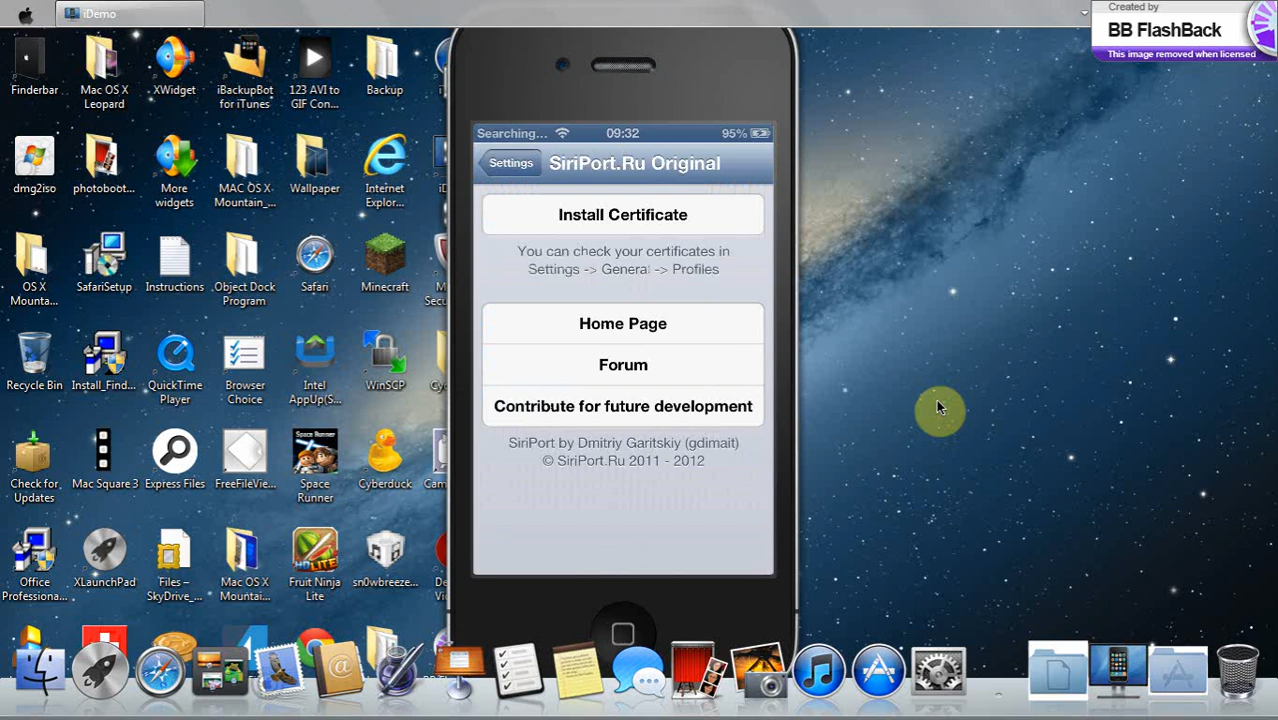 iDemo
Created by
BB FlashBack
This image removed when licensed
Finderbar
Mac OS X
Leopard
XWidget
iBackupBot
for iTunes
123 AVI to
GIF Con...
Backup
dmg2iso
photoboot...
More
widgets
MAC OS X
Mountain_...
Wallpaper
Internet
Explor...
OS X
Mounta...
SafariSetup
Instructions
Object Dock
Program
Safari
Minecraft
Recycle Bin
Install_Find...
QuickTime
Player
Browser
Choice
Intel
AppUp(S...
WinSCP
Check for
Updates
Mac Square 3
Express Files
FreeFileVie...
Space
Runner
Cyberduck
Office
Professiona...
XLaunchPad
Files –
SkyDrive_...
Mac OS X
Mountai...
Fruit Ninja
Lite
sn0wbreeze...
Searching...
09:32
95%
Settings
SiriPort.Ru Original
Install Certificate
You can check your certificates in
Settings -> General -> Profiles
Home Page
Forum
Contribute for future development
SiriPort by Dmitriy Garitskiy (gdimait)
© SiriPort.Ru 2011 - 2012